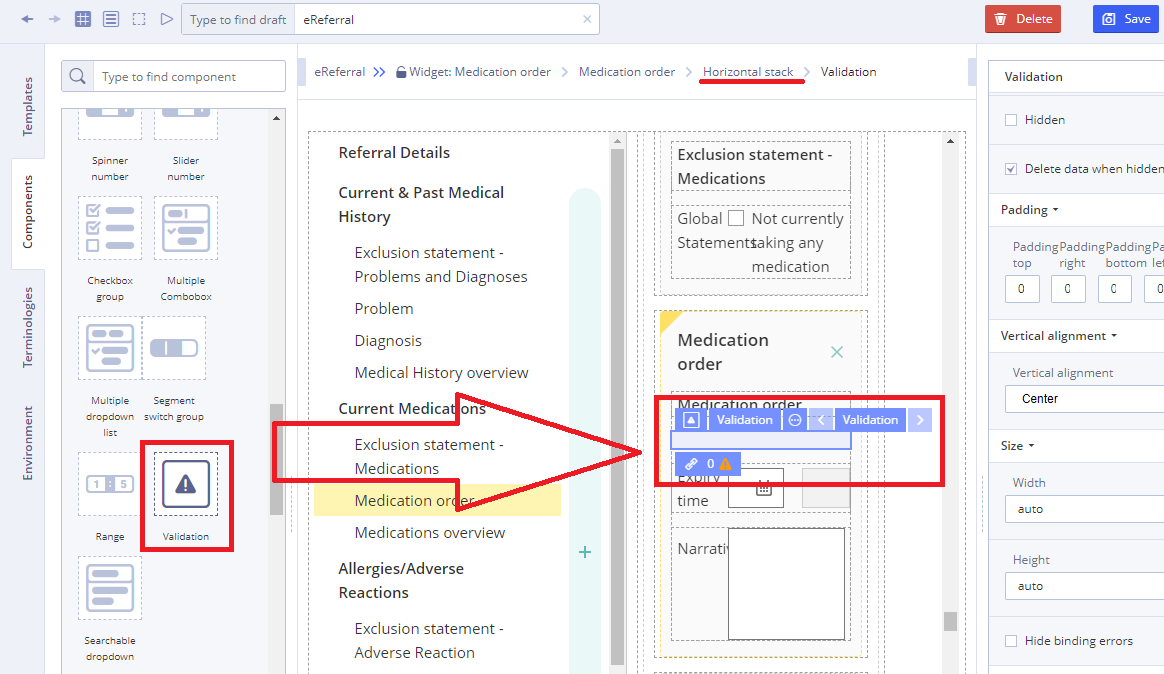 Type to find draft
eReferral
Delete
Save
Templates
Components
Terminologies
Environment
Type to find component
Spinner
number
Slider
number
Checkbox
group
Multiple
Combobox
Multiple
dropdown
list
Segment
switch group
1 : 5
Range
Validation
Searchable
dropdown
eReferral
Widget: Medication order
Medication order
Horizontal stack
Validation
Referral Details
Current & Past Medical
History
Exclusion statement -
Problems and Diagnoses
Problem
Diagnosis
Medical History overview
Current Medications
Exclusion statement -
Medications
Medication order
Medications overview
Allergies/Adverse
Reactions
Exclusion statement -
Adverse Reaction
Exclusion statement -
Medications
Global
Statements
Not currently
taking any
medication
Medication
order
Medication order
Validation
Validation
0
Expiry
time
Narrati
Validation
Hidden
Delete data when hidden
Padding
Padding
top
Padding
right
Padding
bottom
Pa
lef
0
0
0
0
Vertical alignment
Vertical alignment
Center
Size
Width
auto
Height
auto
Hide binding errors